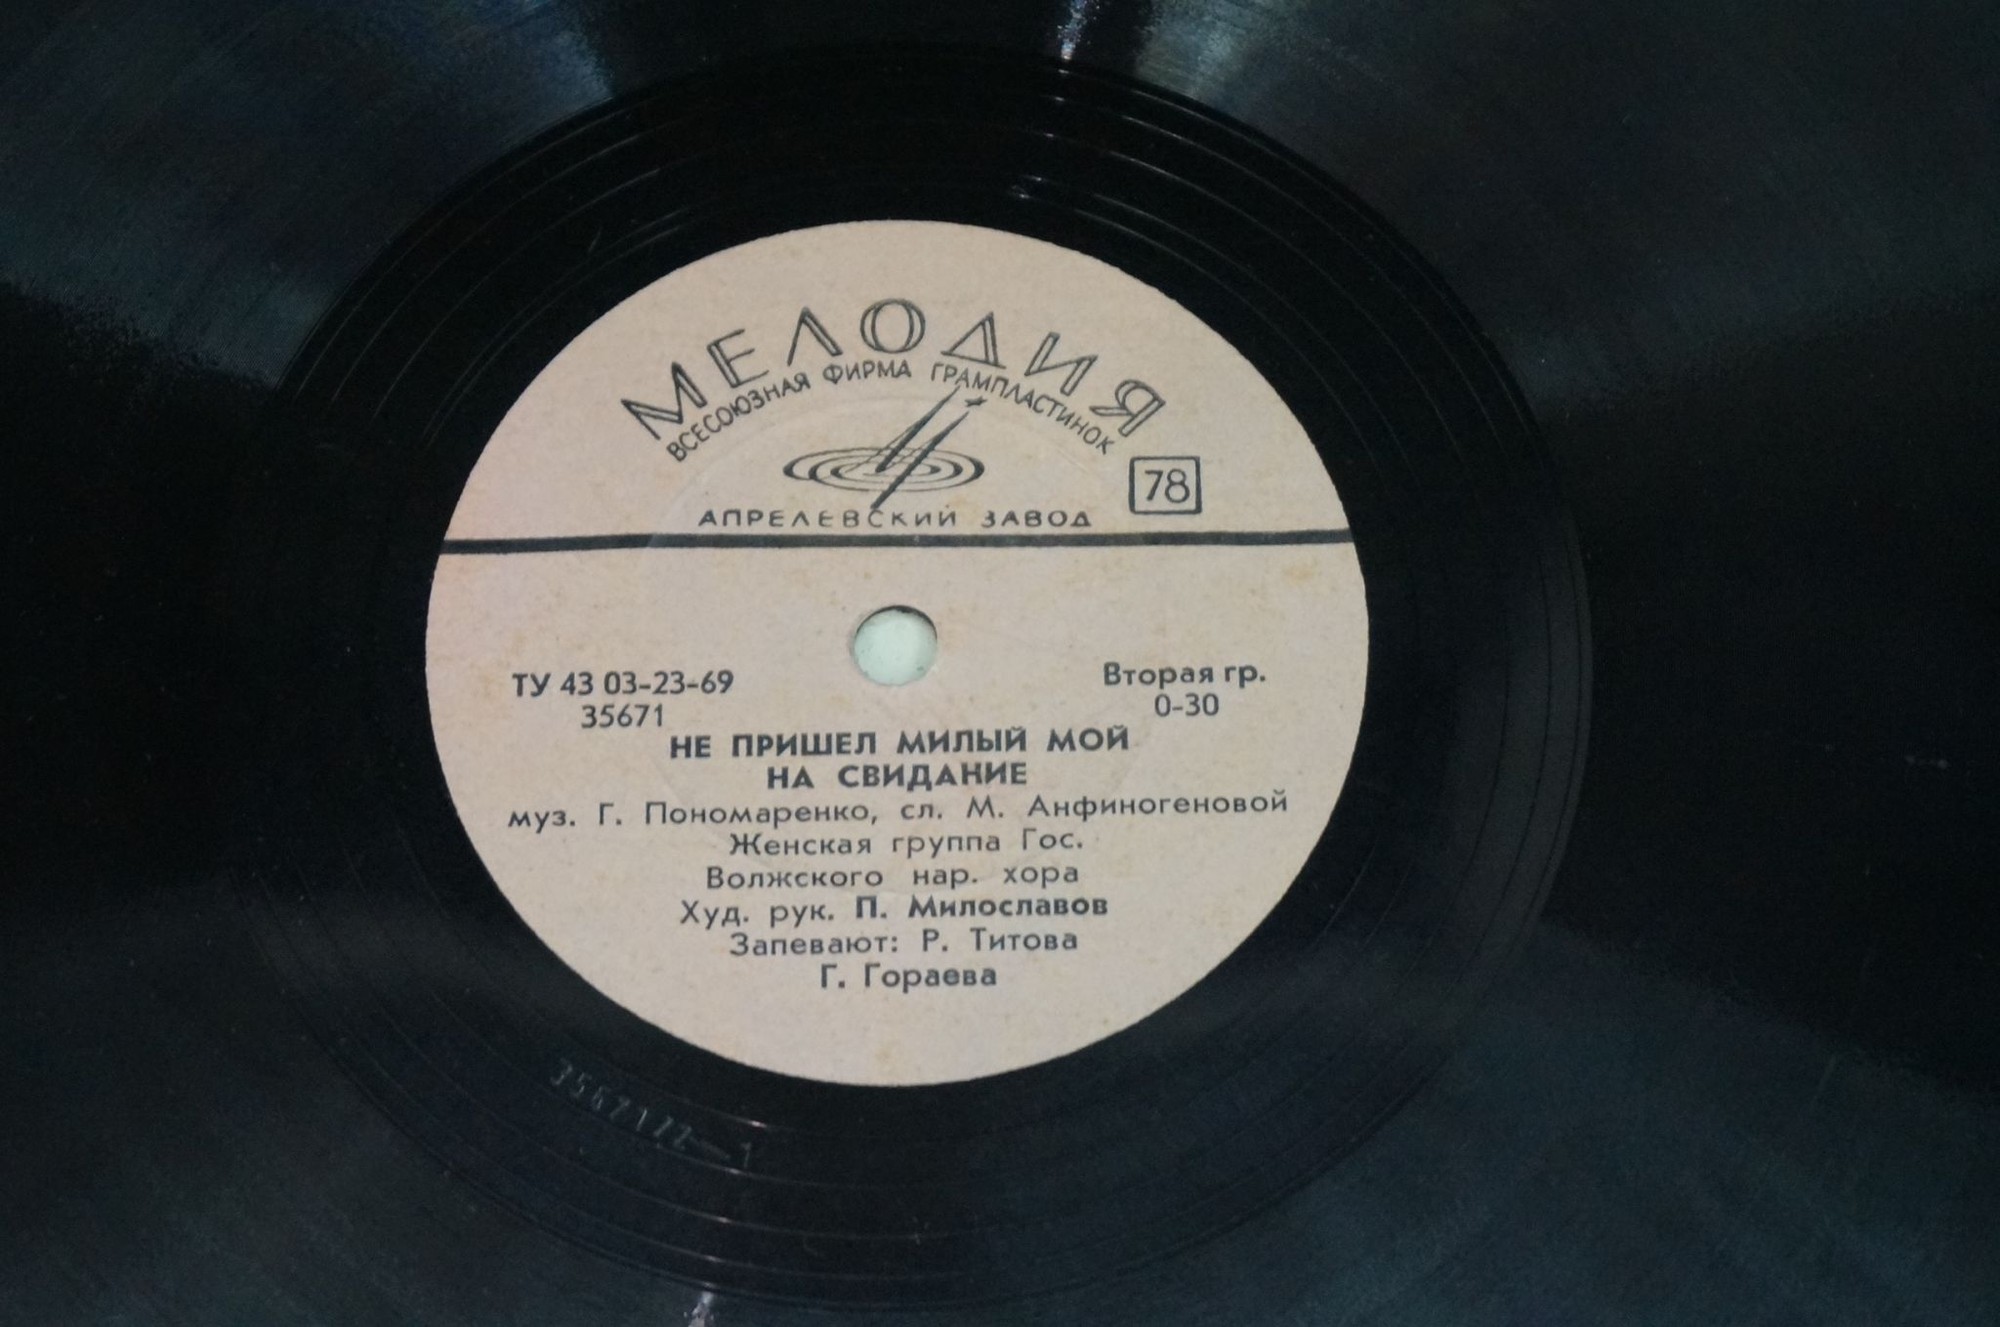 МЕЛОДИЯ
ВСЕСОЮЗНАЯ ФИРМА ГРАМПЛАСТИНОК
78
АПРЕЛЕВСКИЙ ЗАВОД
ТУ 43 03-23-69
Вторая гр.
35671
0-30
НЕ ПРИШЕЛ МИЛЫЙ МОЙ
НА СВИДАНИЕ
муз. Г. Пономаренко, сл. М. Анфиногеновой
Женская группа Гос.
Волжского нар. хора
Худ. рук. П. Милославов
Запевают: Р. Титова
Г. Гораева